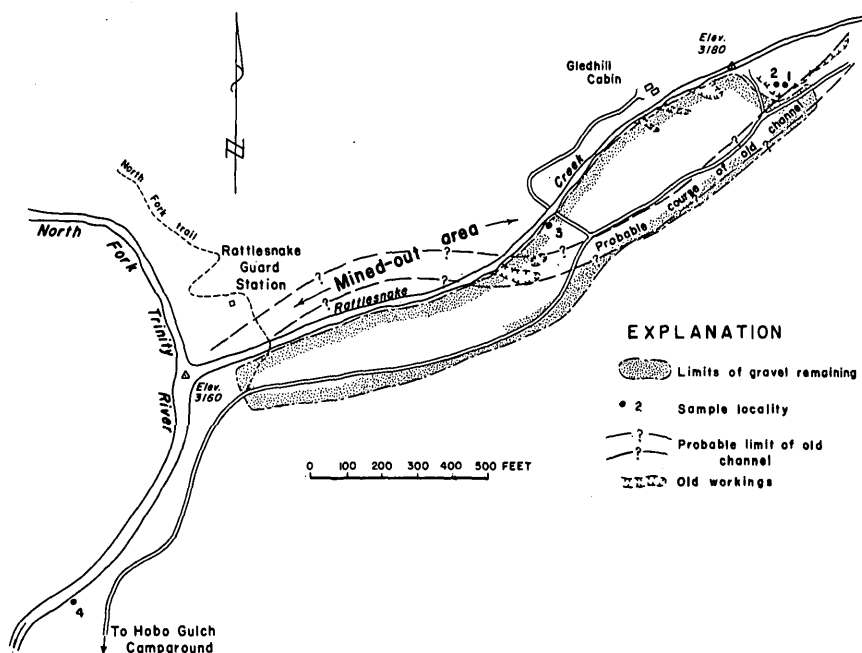 Elev.
3180
Gledhill
Cabin
2 1
Creek
3
Probable course of old channel
?
?
?
?
North
Fork
trail
North
Fork
Trinity
River
Rattlesnake
Guard
Station
Mined-out area
?
?
?
?
?
Rattlesnake
Elev.
3160
0 100 200 300 400 500 FEET
4
To Hobo Gulch
Campground
N
EXPLANATION
Limits of gravel remaining
2 Sample locality
?
?
Probable limit of old
channel
Old workings